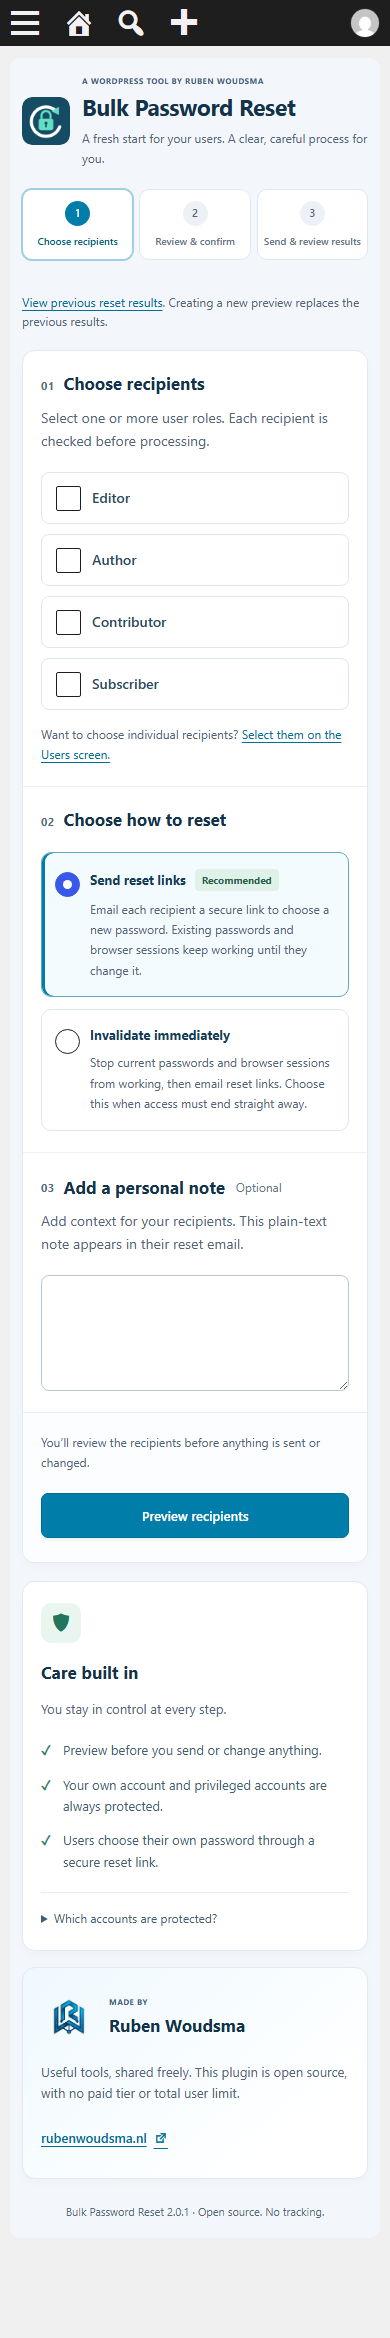 A WORDPRESS TOOL BY RUBEN WOUDSMA
Bulk Password Reset
A fresh start for your users. A clear, careful process for
you.
1
Choose recipients
2
Review & confirm
3
Send & review results
View previous reset results. Creating a new preview replaces the
previous results.
01 Choose recipients
Select one or more user roles. Each recipient is
checked before processing.
Editor
Author
Contributor
Subscriber
Want to choose individual recipients? Select them on the
Users screen.
02 Choose how to reset
Send reset links Recommended
Email each recipient a secure link to choose a
new password. Existing passwords and
browser sessions keep working until they
change it.
Invalidate immediately
Stop current passwords and browser sessions
from working, then email reset links. Choose
this when access must end straight away.
03 Add a personal note Optional
Add context for your recipients. This plain-text
note appears in their reset email.
You’ll review the recipients before anything is sent or
changed.
Preview recipients
Care built in
You stay in control at every step.
Preview before you send or change anything.
Your own account and privileged accounts are
always protected.
Users choose their own password through a
secure reset link.
Which accounts are protected?
MADE BY
Ruben Woudsma
Useful tools, shared freely. This plugin is open source,
with no paid tier or total user limit.
rubenwoudsma.nl
Bulk Password Reset 2.0.1 · Open source. No tracking.